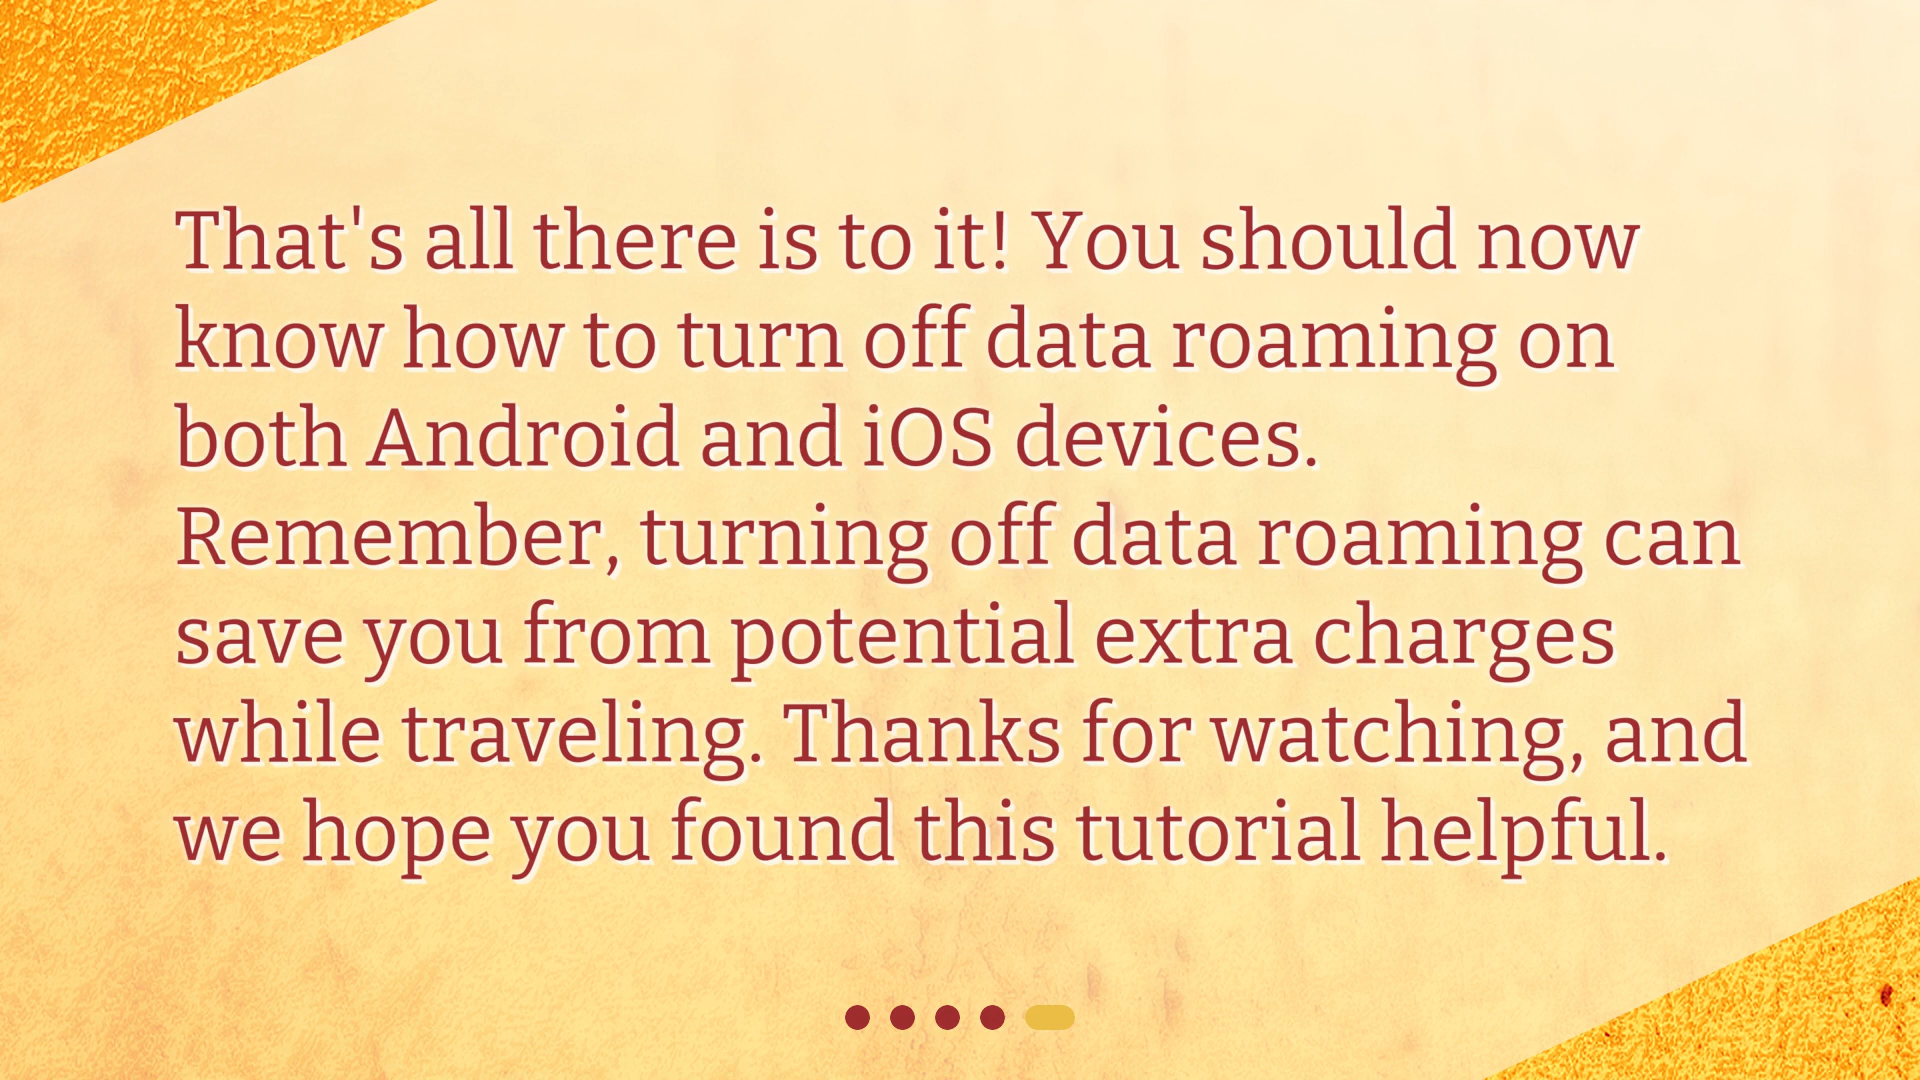 That's all there is to it! You should now
know how to turn off data roaming on
both Android and iOS devices.
Remember, turning off data roaming can
save you from potential extra charges
while traveling. Thanks for watching, and
we hope you found this tutorial helpful.